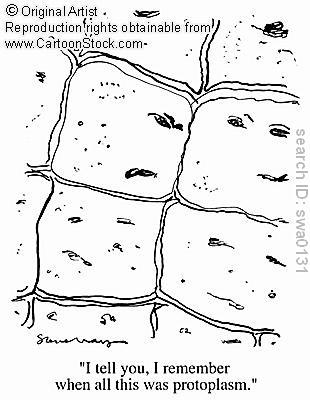 © Original Artist
Reproduction rights obtainable from
www.CartoonStock.com
search ID: swa0131
"I tell you, I remember
when all this was protoplasm."